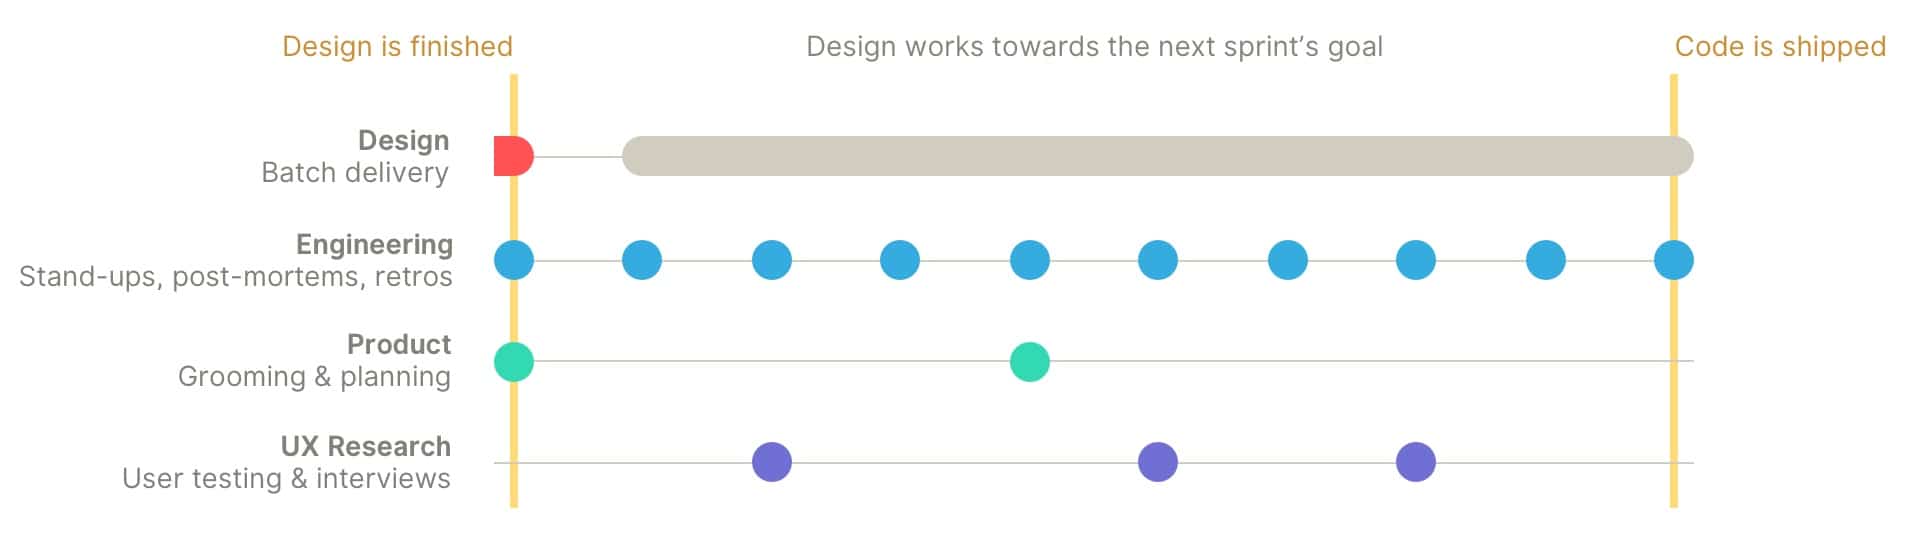 Design is finished
Design works towards the next sprint’s goal
Code is shipped
Design
Batch delivery
Engineering
Stand-ups, post-mortems, retros
Product
Grooming & planning
UX Research
User testing & interviews